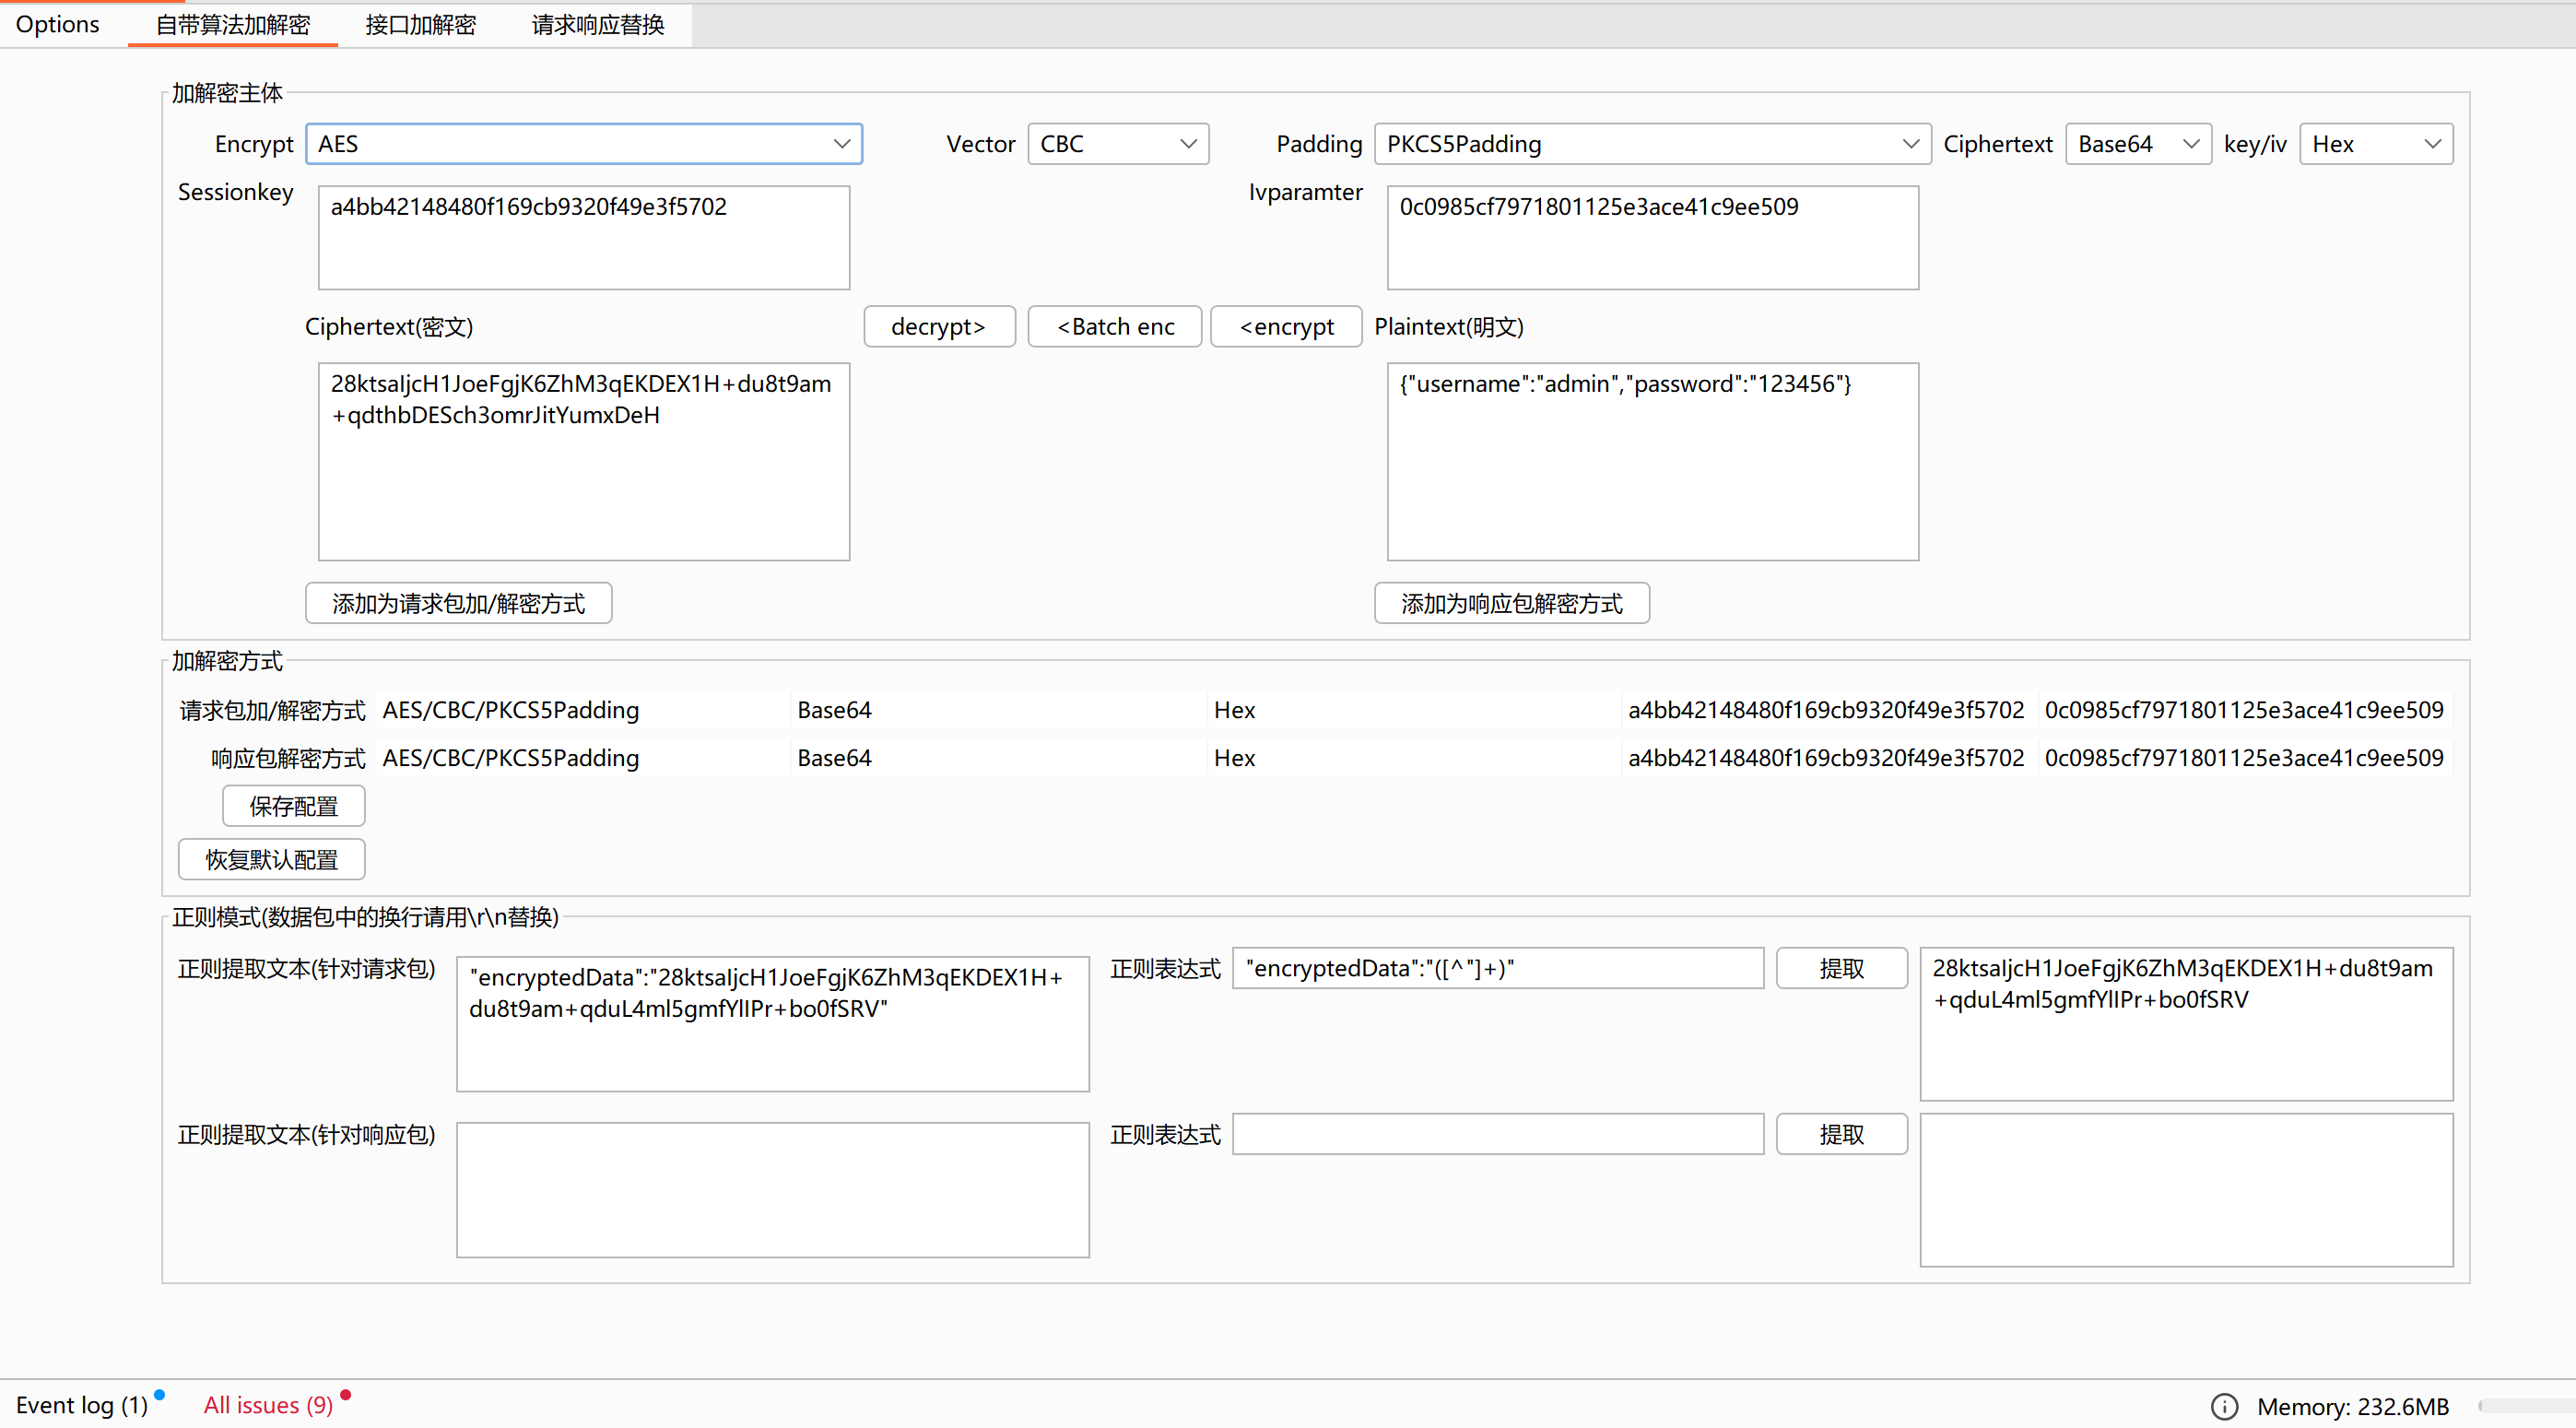 Options 自带算法加解密 接口加解密 请求响应替换
加解密主体
Encrypt AES Vector CBC Padding PKCS5Padding Ciphertext Base64 key/iv Hex
Sessionkey a4bb42148480f169cb9320f49e3f5702 Ivparamter 0c0985cf7971801125e3ace41c9ee509
Ciphertext(密文) decrypt> <Batch enc <encrypt Plaintext(明文)
28ktsaIjcH1JoeFgjK6ZhM3qEKDEX1H+du8t9am
+qdthbDESch3omrJitYumxDeH
{"username":"admin","password":"123456"}
添加为请求包加/解密方式 添加为响应包解密方式
加解密方式
请求包加/解密方式 AES/CBC/PKCS5Padding Base64 Hex a4bb42148480f169cb9320f49e3f5702 0c0985cf7971801125e3ace41c9ee509
响应包解密方式 AES/CBC/PKCS5Padding Base64 Hex a4bb42148480f169cb9320f49e3f5702 0c0985cf7971801125e3ace41c9ee509
保存配置
恢复默认配置
正则模式(数据包中的换行请用\r\n替换)
正则提取文本(针对请求包)
"encryptedData":"28ktsaIjcH1JoeFgjK6ZhM3qEKDEX1H+
du8t9am+qduL4ml5gmfYlIPr+bo0fSRV"
正则表达式 "encryptedData":"([^"]+)" 提取
28ktsaIjcH1JoeFgjK6ZhM3qEKDEX1H+du8t9am
+qduL4ml5gmfYlIPr+bo0fSRV
正则提取文本(针对响应包) 正则表达式 提取
Event log (1) All issues (9) Memory: 232.6MB